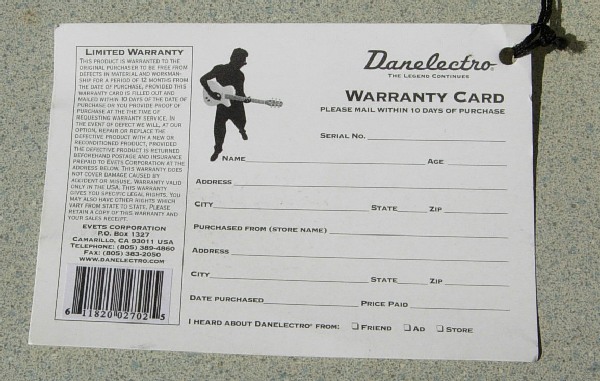 LIMITED WARRANTY
THIS PRODUCT IS WARRANTED TO THE
ORIGINAL PURCHASER TO BE FREE FROM
DEFECTS IN MATERIAL AND WORKMAN-
SHIP FOR A PERIOD OF 12 MONTHS FROM
THE DATE OF PURCHASE, PROVIDED THIS
WARRANTY CARD IS FILLED OUT AND
MAILED WITHIN 10 DAYS OF THE DATE OF
PURCHASE OR YOU PROVIDE PROOF OF
PURCHASE AT THE THE TIME OF
REQUESTING WARRANTY SERVICE. IN
THE EVENT OF DEFECT WE WILL, AT OUR
OPTION, REPAIR OR REPLACE THE
DEFECTIVE PRODUCT WITH A NEW OR
RECONDITIONED PRODUCT, PROVIDED
THE DEFECTIVE PRODUCT IS RETURNED
BEFOREHAND POSTAGE AND INSURANCE
PREPAID TO EVETS CORPORATION AT THE
ADDRESS BELOW. THIS WARRANTY DOES
NOT COVER DAMAGE CAUSED BY
ACCIDENT OR MISUSE. WARRANTY VALID
ONLY IN THE USA. THIS WARRANTY
GIVES YOU SPECIFIC LEGAL RIGHTS. YOU
MAY ALSO HAVE OTHER RIGHTS WHICH
VARY FROM STATE TO STATE. PLEASE
RETAIN A COPY OF THIS WARRANTY AND
YOUR SALES RECEIPT.
EVETS CORPORATION
P.O. BOX 1327
CAMARILLO, CA 93011 USA
TELEPHONE: (805) 389-4860
FAX: (805) 383-2050
WWW.DANELECTRO.COM
6 11820 02702 5
Danelectro®
THE LEGEND CONTINUES
WARRANTY CARD
PLEASE MAIL WITHIN 10 DAYS OF PURCHASE
SERIAL NO.
NAME AGE
ADDRESS
CITY STATE ZIP
PURCHASED FROM (STORE NAME)
ADDRESS
CITY STATE ZIP
DATE PURCHASED PRICE PAID
I HEARD ABOUT DANELECTRO® FROM: ❑ FRIEND ❑ AD ❑ STORE